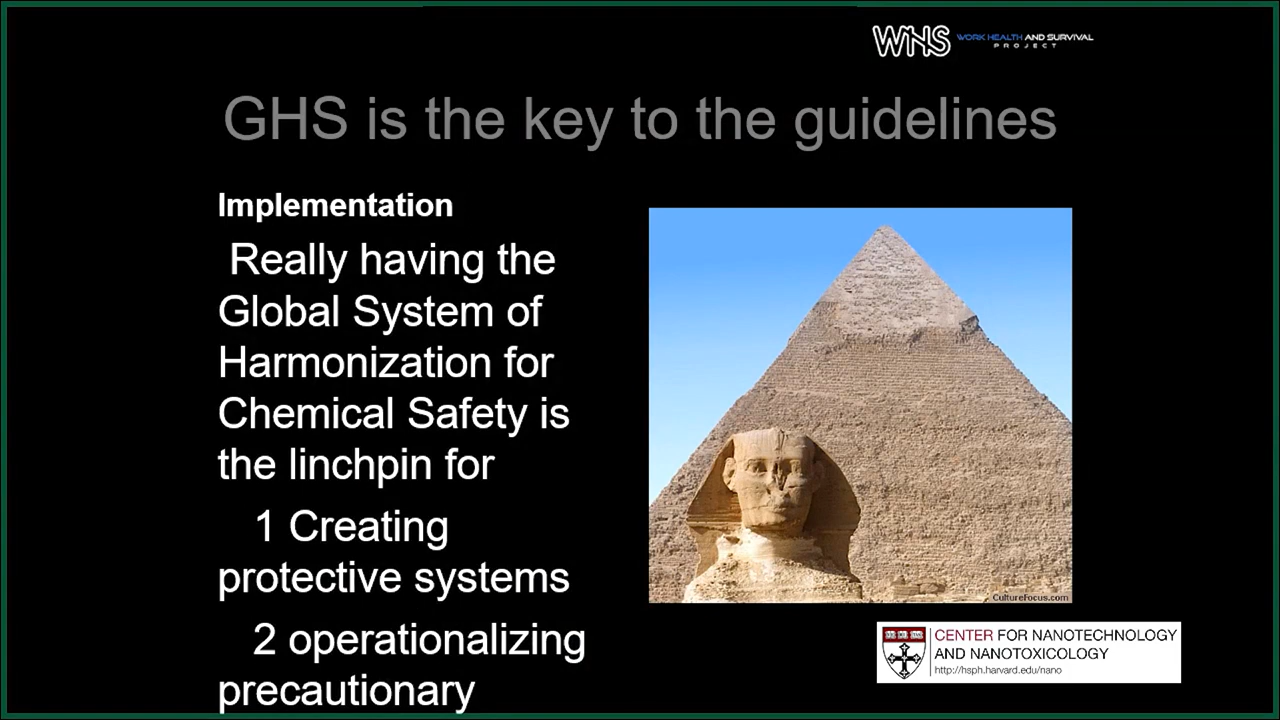 WHS WORK HEALTH AND SURVIVAL
PROJECT
GHS is the key to the guidelines
Implementation
Really having the
Global System of
Harmonization for
Chemical Safety is
the linchpin for
1 Creating
protective systems
2 operationalizing
precautionary
CultureFocus.com
CENTER FOR NANOTECHNOLOGY
AND NANOTOXICOLOGY
http://hsph.harvard.edu/nano